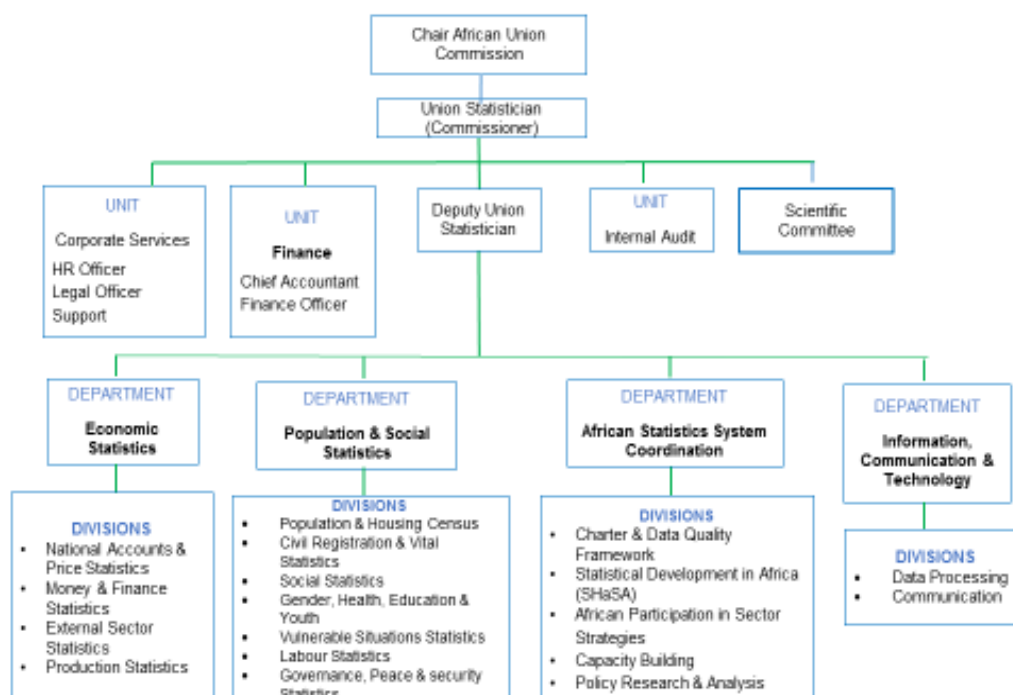 Chair African Union
Commission
Union Statistician
(Commissioner)
UNIT
Corporate Services
HR Officer
Legal Officer
Support
UNIT
Finance
Chief Accountant
Finance Officer
Deputy Union
Statistician
UNIT
Internal Audit
Scientific
Committee
DEPARTMENT
Economic
Statistics
DEPARTMENT
Population & Social
Statistics
DEPARTMENT
African Statistics System
Coordination
DEPARTMENT
Information,
Communication &
Technology
DIVISIONS
• National Accounts &
Price Statistics
• Money & Finance
Statistics
• External Sector
Statistics
• Production Statistics
DIVISIONS
• Population & Housing Census
• Civil Registration & Vital
Statistics
• Social Statistics
• Gender, Health, Education &
Youth
• Vulnerable Situations Statistics
• Labour Statistics
• Governance, Peace & security
Statistics
DIVISIONS
• Charter & Data Quality
Framework
• Statistical Development in Africa
(SHaSA)
• African Participation in Sector
Strategies
• Capacity Building
• Policy Research & Analysis
DIVISIONS
• Data Processing
• Communication